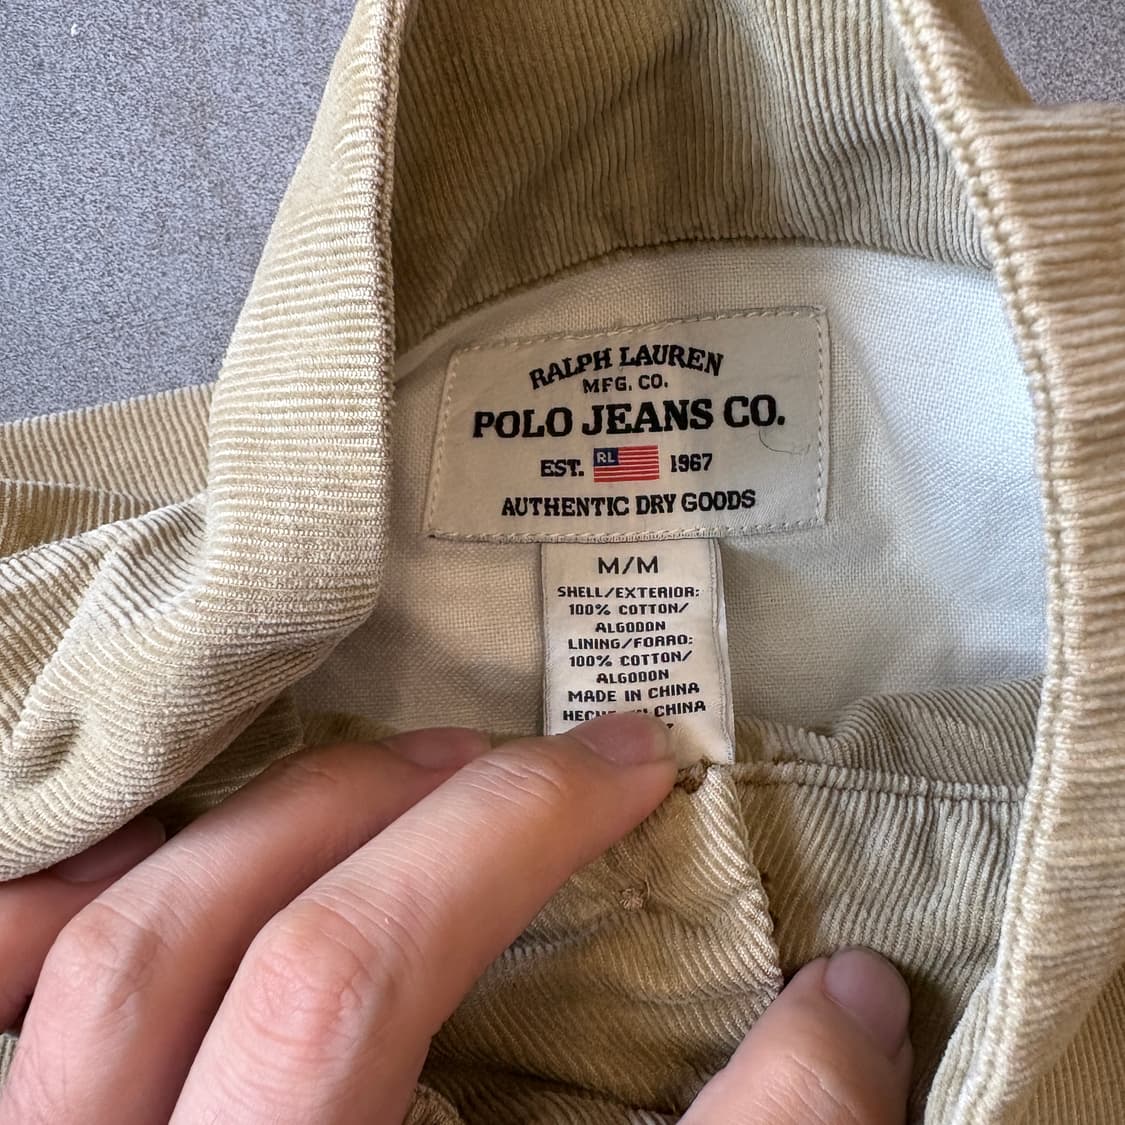 RALPH LAUREN
MFG. CO.
POLO JEANS CO.
EST. RL 1967
AUTHENTIC DRY GOODS
M/M
SHELL/EXTERIOR:
100% COTTON/
ALGODON
LINING/FORRO:
100% COTTON/
ALGODON
MADE IN CHINA
CHINA